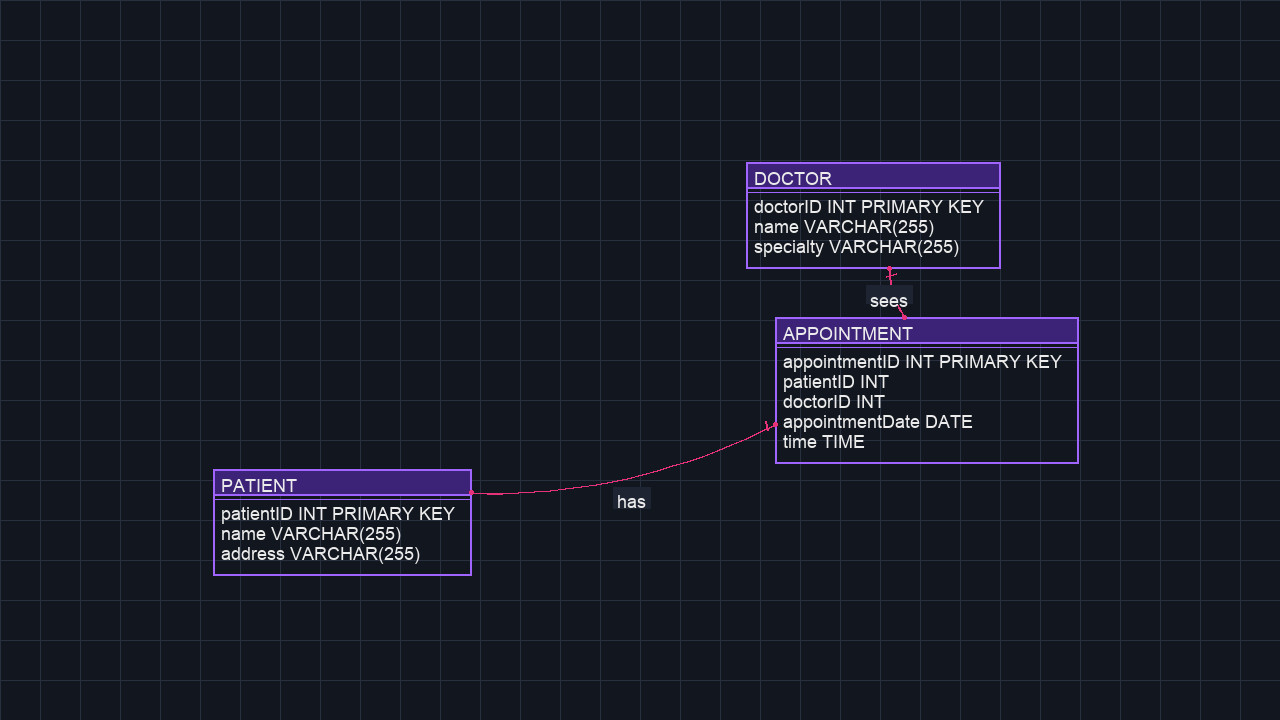 DOCTOR
doctorID INT PRIMARY KEY
name VARCHAR(255)
specialty VARCHAR(255)
sees
APPOINTMENT
appointmentID INT PRIMARY KEY
patientID INT
doctorID INT
appointmentDate DATE
time TIME
PATIENT
patientID INT PRIMARY KEY
name VARCHAR(255)
address VARCHAR(255)
has